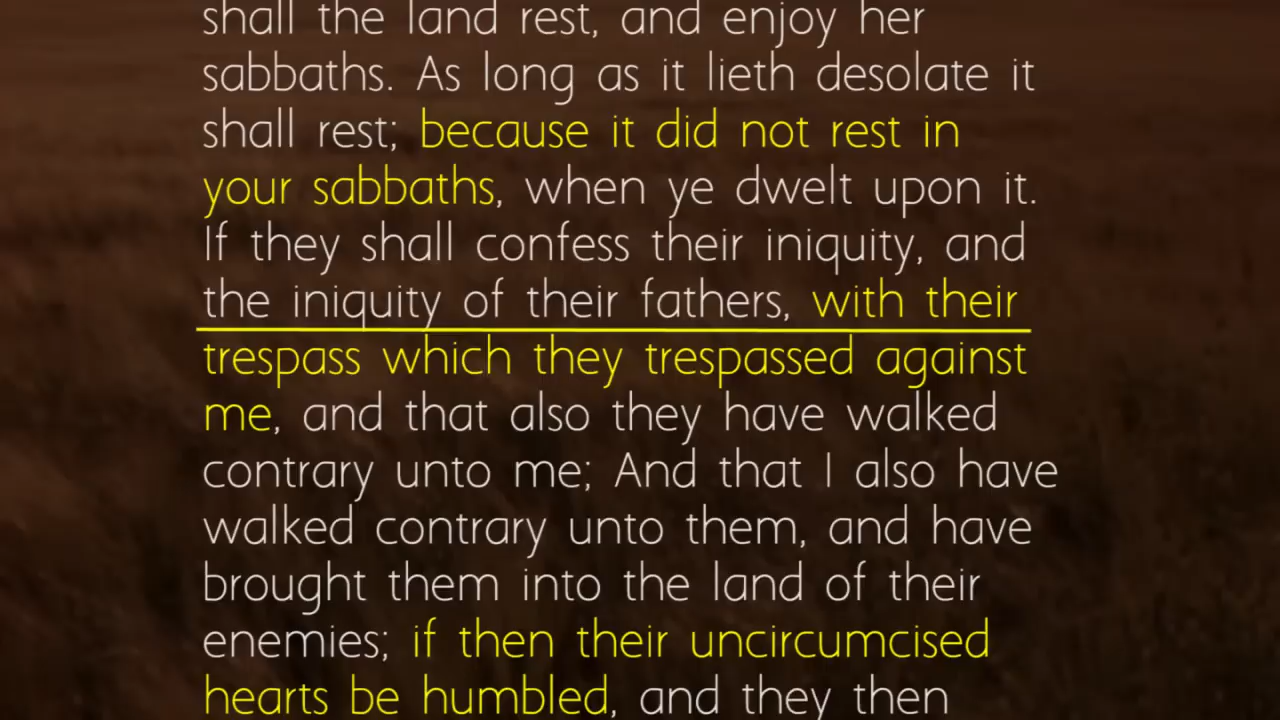 shall the land rest, and enjoy her
sabbaths. As long as it lieth desolate it
shall rest; because it did not rest in
your sabbaths, when ye dwelt upon it.
If they shall confess their iniquity, and
the iniquity of their fathers, with their
trespass which they trespassed against
me, and that also they have walked
contrary unto me; And that I also have
walked contrary unto them, and have
brought them into the land of their
enemies; if then their uncircumcised
hearts be humbled, and they then